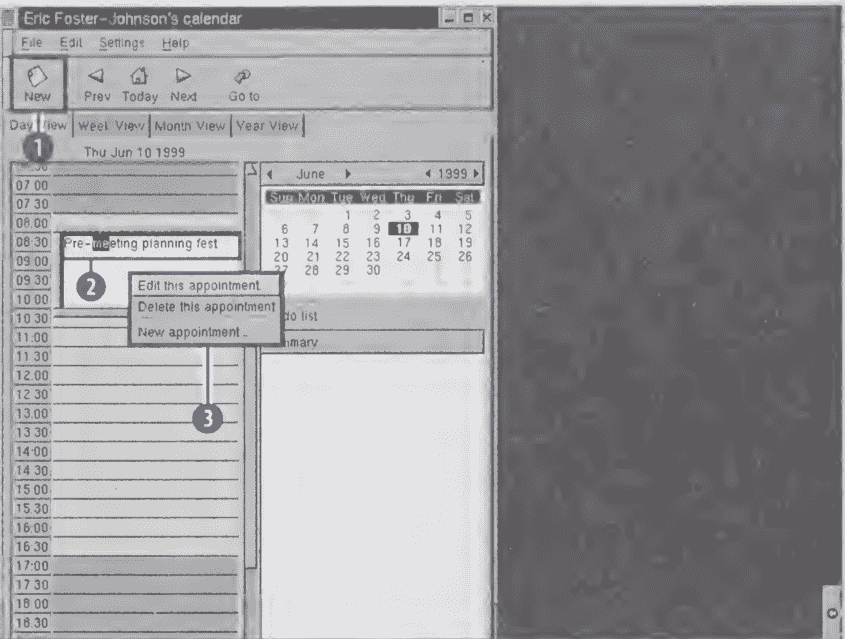 Eric Foster-Johnson's calendar
File Edit Settings Help
New Prev Today Next Go to
Day View Week View Month View Year View
1
Thu Jun 10 1999
07 00
07 30
08.00
08:30
09:00
09 30
10 00
10 30
11:00
11 30
12.00
12 30
13.00
13 30
14:00
14 30
15 00
15.30
16:00
16 30
17:00
17 30
18 00
18.30
Pre-meeting planning fest
2
Edit this appointment.
Delete this appointment
New appointment..
3
June 1999
Sun Mon Tue Wed Thu Fri Sat
1 2 3 4 5
6 7 8 9 10 11 12
13 14 15 16 17 18 19
20 21 22 23 24 25 26
27 28 29 30
do list
mmary